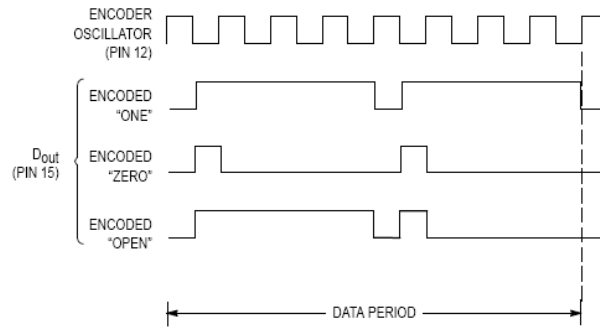 ENCODER
OSCILLATOR
(PIN 12)
ENCODED
"ONE"
Dout
(PIN 15)
ENCODED
"ZERO"
ENCODED
"OPEN"
DATA PERIOD